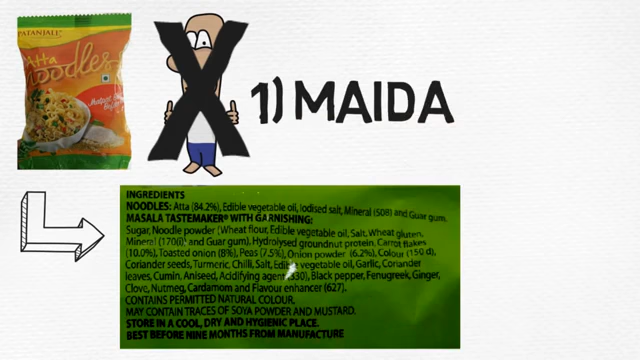 PATANJALI
Atta
Noodles
1) MAIDA
INGREDIENTS
NOODLES: Atta (84.2%), Edible vegetable oil, Iodised salt, Mineral (508) and Guar gum.
MASALA TASTEMAKER® WITH GARNISHING:
Sugar, Noodle powder (Wheat flour, Edible vegetable oil, Salt, Wheat gluten,
Mineral (170(i) and Guar gum), Hydrolysed groundnut protein, Carrot flakes
(10.0%), Toasted onion (8%), Peas (7.5%), Onion powder (6.2%), Colour (150 d),
Coriander seeds, Turmeric, Chilli, Salt, Edible vegetable oil, Garlic, Coriander
leaves, Cumin, Aniseed, Acidifying agent (330), Black pepper, Fenugreek, Ginger,
Clove, Nutmeg, Cardamom and Flavour enhancer (627).
CONTAINS PERMITTED NATURAL COLOUR.
MAY CONTAIN TRACES OF SOYA POWDER AND MUSTARD.
STORE IN A COOL, DRY AND HYGIENIC PLACE.
BEST BEFORE NINE MONTHS FROM MANUFACTURE